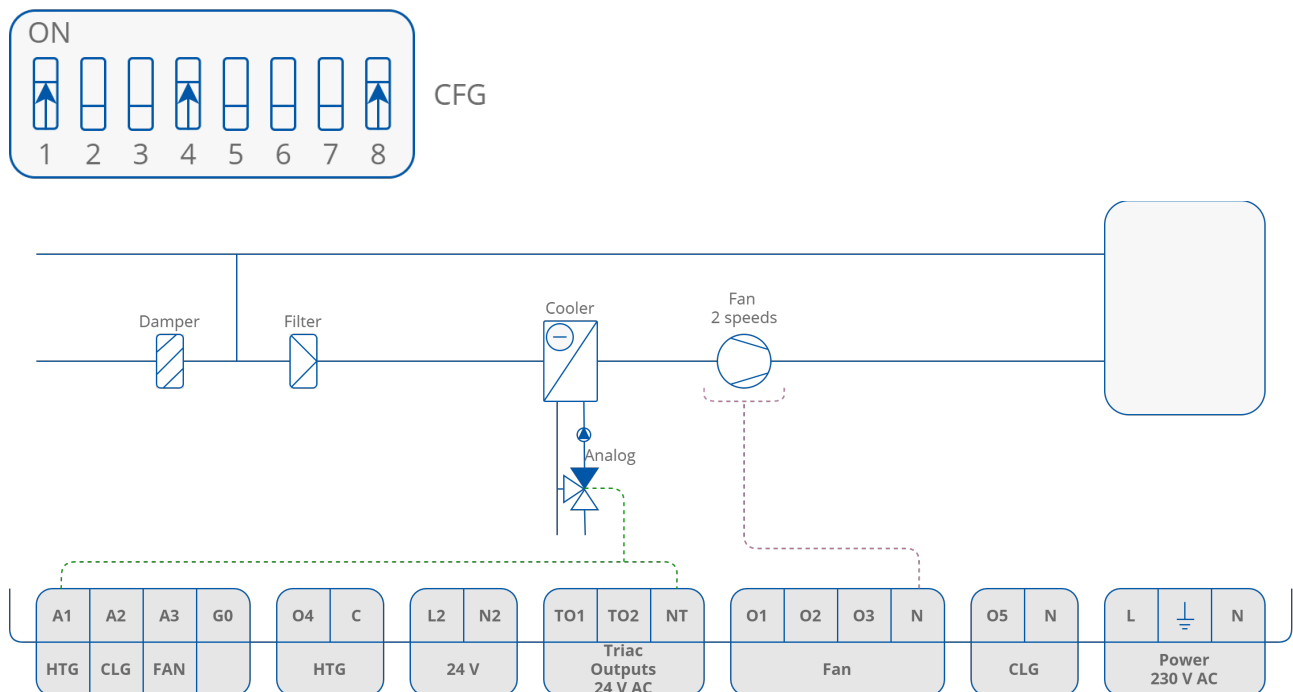 ON
1 2 3 4 5 6 7 8
CFG
Damper
Filter
Cooler
Fan
2 speeds
Analog
A1 A2 A3 G0
HTG CLG FAN
O4 C
HTG
L2 N2
24 V
TO1 TO2 NT
Triac
Outputs
24 V AC
O1 O2 O3 N
Fan
O5 N
CLG
L N
Power
230 V AC